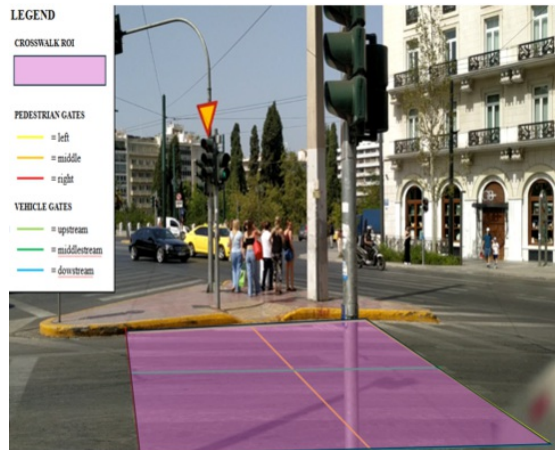 LEGEND
CROSSWALK ROI
PEDESTRIAN GATES
= left
= middle
= right
VEHICLE GATES
= upstream
= middlestream
= dowstream